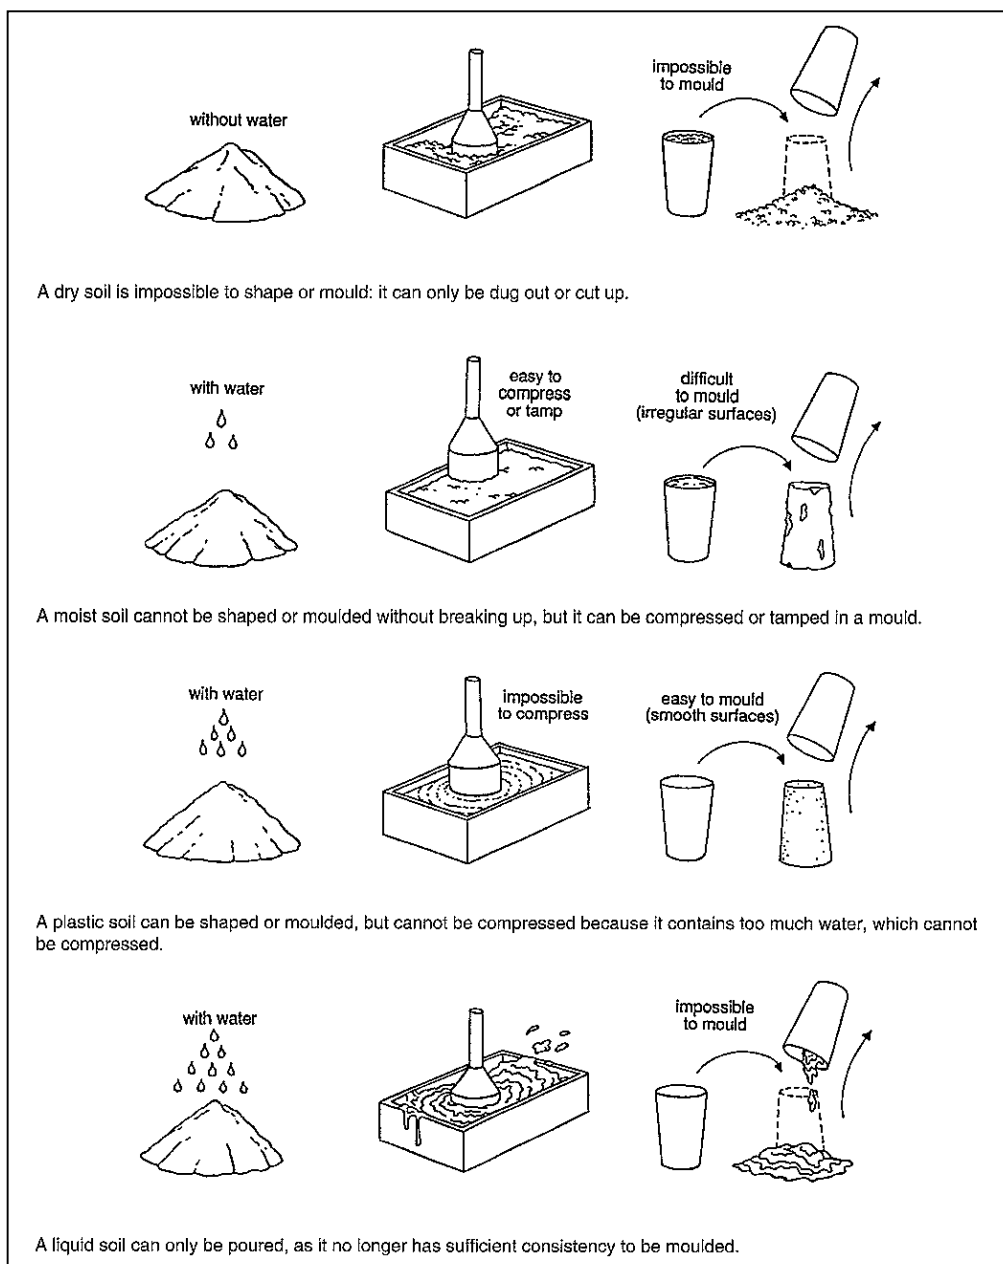 without water
impossible
to mould
A dry soil is impossible to shape or mould: it can only be dug out or cut up.
with water
easy to
compress
or tamp
difficult
to mould
(irregular surfaces)
A moist soil cannot be shaped or moulded without breaking up, but it can be compressed or tamped in a mould.
with water
impossible
to compress
easy to mould
(smooth surfaces)
A plastic soil can be shaped or moulded, but cannot be compressed because it contains too much water, which cannot
be compressed.
with water
impossible
to mould
A liquid soil can only be poured, as it no longer has sufficient consistency to be moulded.